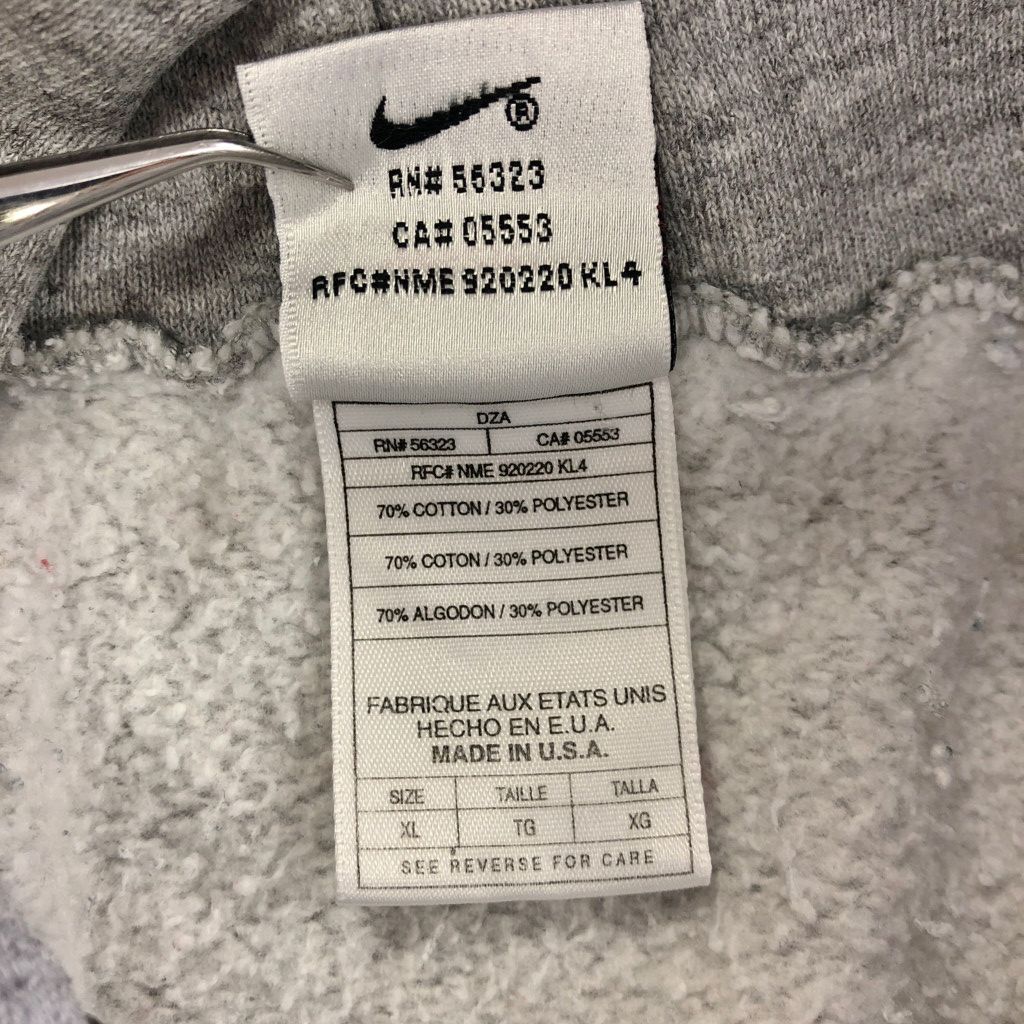 ®
RN# 56323
CA# 05553
RFC#NME 920220 KL4
DZA
RN# 56323 CA# 05553
RFC# NME 920220 KL4
70% COTTON / 30% POLYESTER
70% COTON / 30% POLYESTER
70% ALGODON / 30% POLYESTER
FABRIQUE AUX ETATS UNIS
HECHO EN E.U.A.
MADE IN U.S.A.
SIZE TAILLE TALLA
XL TG XG
SEE REVERSE FOR CARE